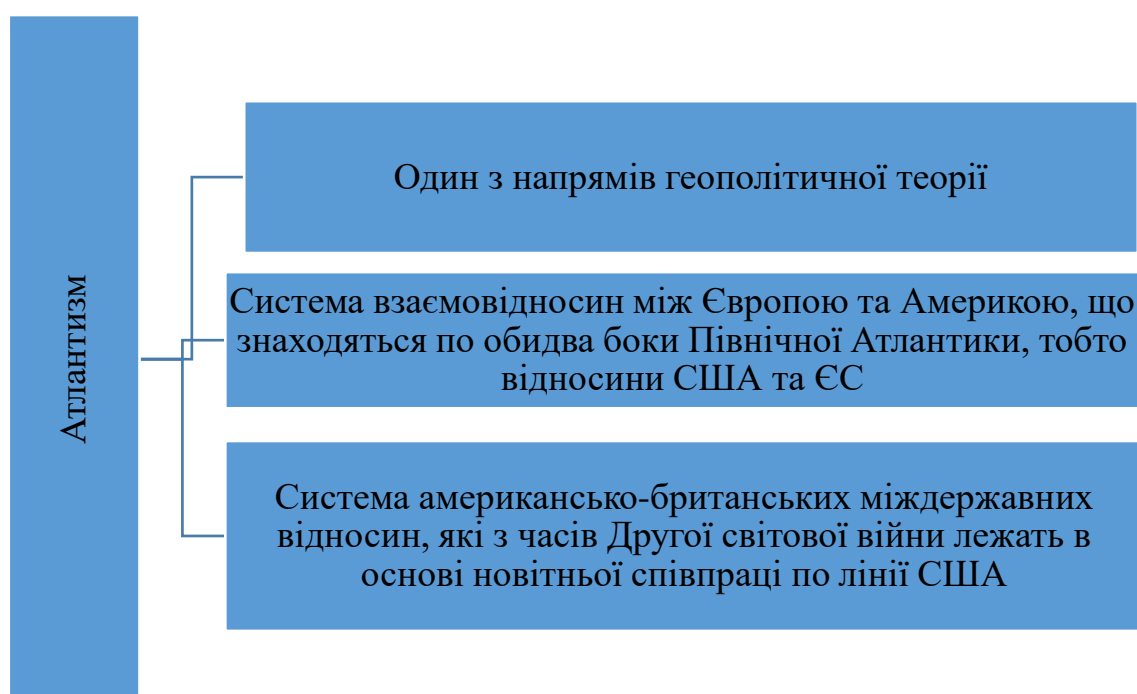 Атлантизм
Один з напрямів геополітичної теорії
Система взаємовідносин між Європою та Америкою, що
знаходяться по обидва боки Північної Атлантики, тобто
відносини США та ЄС
Система американсько-британських міждержавних
відносин, які з часів Другої світової війни лежать в
основі новітньої співпраці по лінії США